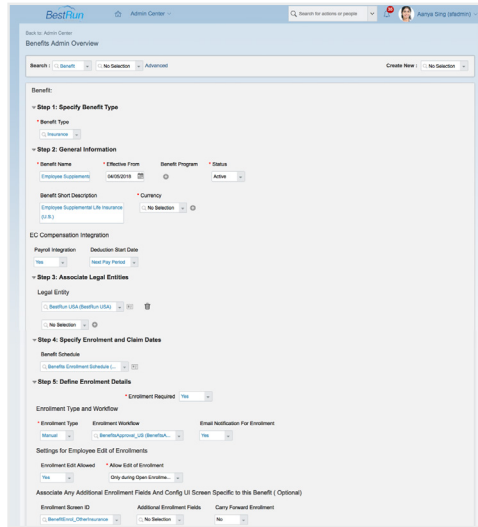 BestRun Admin Center Search for actions or people Aanya Sing (sfadmin)
Back to: Admin Center
Benefits Admin Overview
Search : Benefit No Selection Advanced Create New : No Selection
Benefit:
Step 1: Specify Benefit Type
* Benefit Type
Insurance
Step 2: General Information
* Benefit Name * Effective From Benefit Program * Status
Employee Supplements 04/05/2018 Active
Benefit Short Description * Currency
Employee Supplemental Life Insurance No Selection
(U.S.)
EC Compensation Integration
Payroll Integration Deduction Start Date
Yes Next Pay Period
Step 3: Associate Legal Entities
Legal Entity
BestRun USA (BestRun USA)
No Selection
Step 4: Specify Enrolment and Claim Dates
Benefit Schedule
Benefits Enrollment Schedule (...
Step 5: Define Enrolment Details
* Enrollment Required Yes
Enrollment Type and Workflow
* Enrollment Type Enrollment Workflow Email Notification For Enrollment
Manual BenefitsApproval_US (BenefitsA... Yes
Settings for Employee Edit of Enrollments
Enrollment Edit Allowed * Allow Edit of Enrollment
Yes Only during Open Enrollme...
Associate Any Additional Enrollment Fields And Config UI Screen Specific to this Benefit ( Optional)
Enrollment Screen ID Additional Enrollment Fields Carry Forward Enrollment
BenefitEnrol_OtherInsurance No Selection No